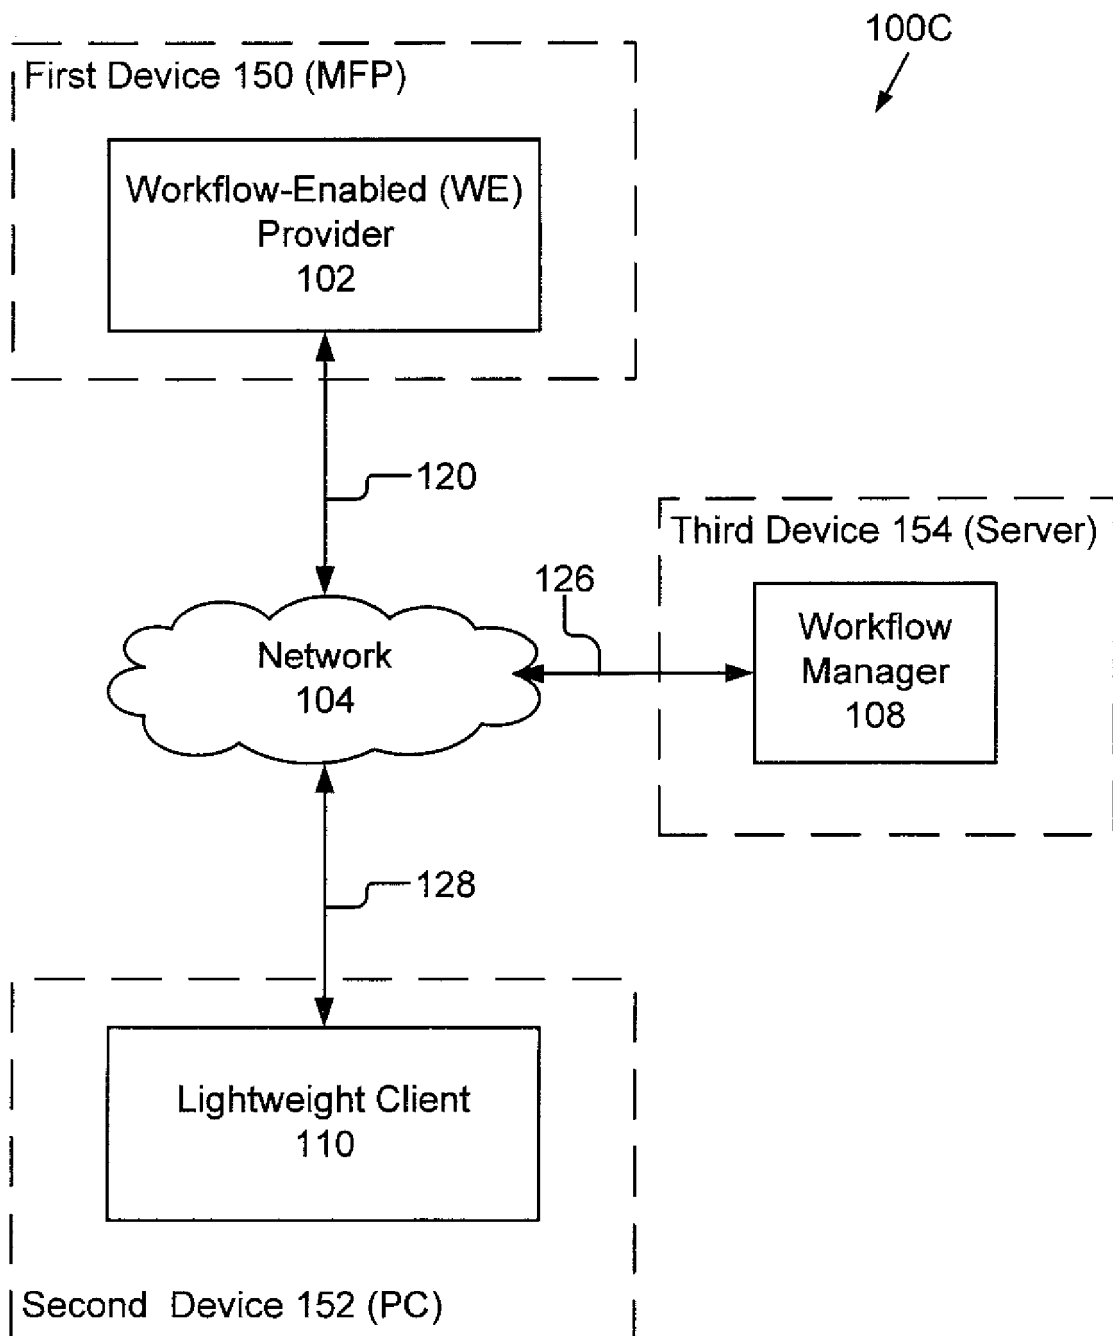 100C
First Device 150 (MFP)
Workflow-Enabled (WE)
Provider
102
120
Third Device 154 (Server)
126
Workflow
Manager
108
Network
104
128
Lightweight Client
110
Second Device 152 (PC)